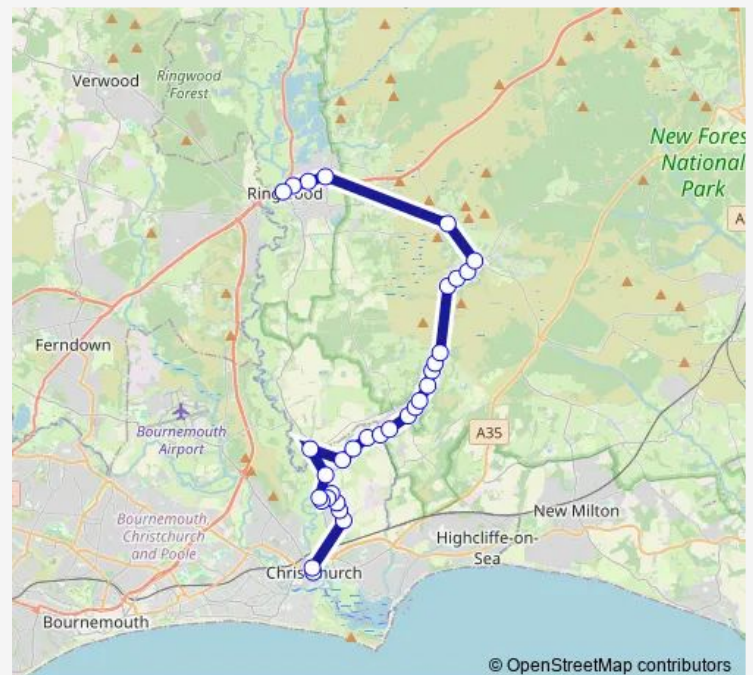 Verwood
Ringwood
Forest
New Fores
National
Park
A
Ringwood
Ferndown
A35
Bournemouth
Airport
New Milton
Bournemouth,
Christchurch
and Poole
Highcliffe-on-
Sea
Christchurch
Bournemouth
© OpenStreetMap contributors